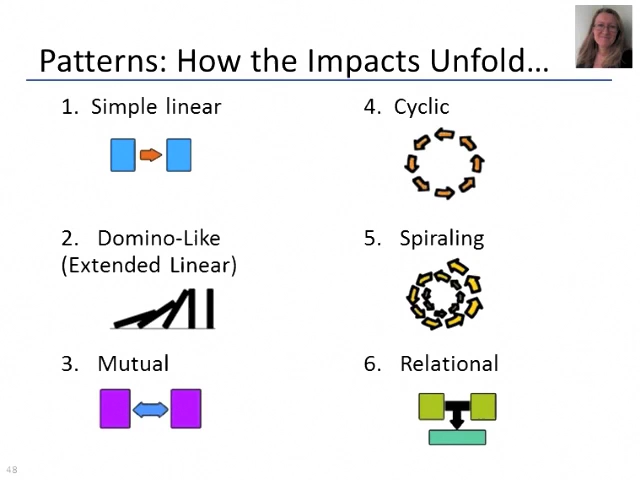 Patterns: How the Impacts Unfold...
1. Simple linear
2. Domino-Like
(Extended Linear)
3. Mutual
4. Cyclic
5. Spiraling
6. Relational
48